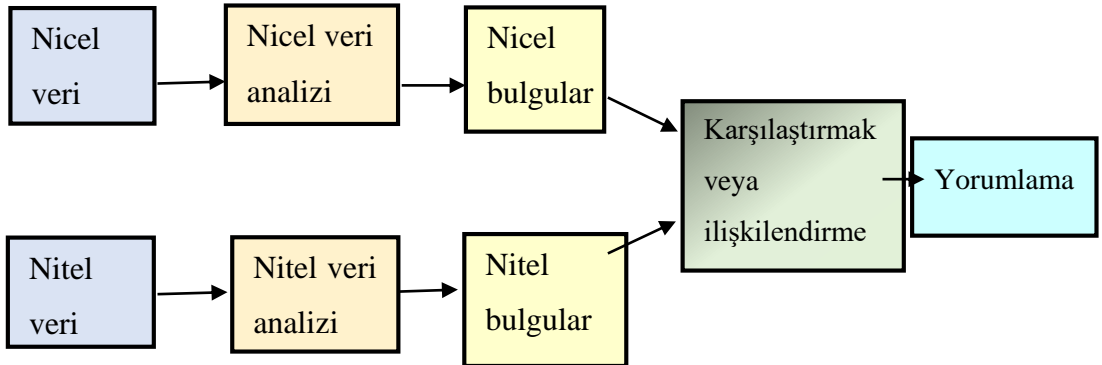 Nicel
veri
Nicel veri
analizi
Nicel
bulgular
Karşılaştırmak
veya
ilişkilendirme
Yorumlama
Nitel
veri
Nitel veri
analizi
Nitel
bulgular